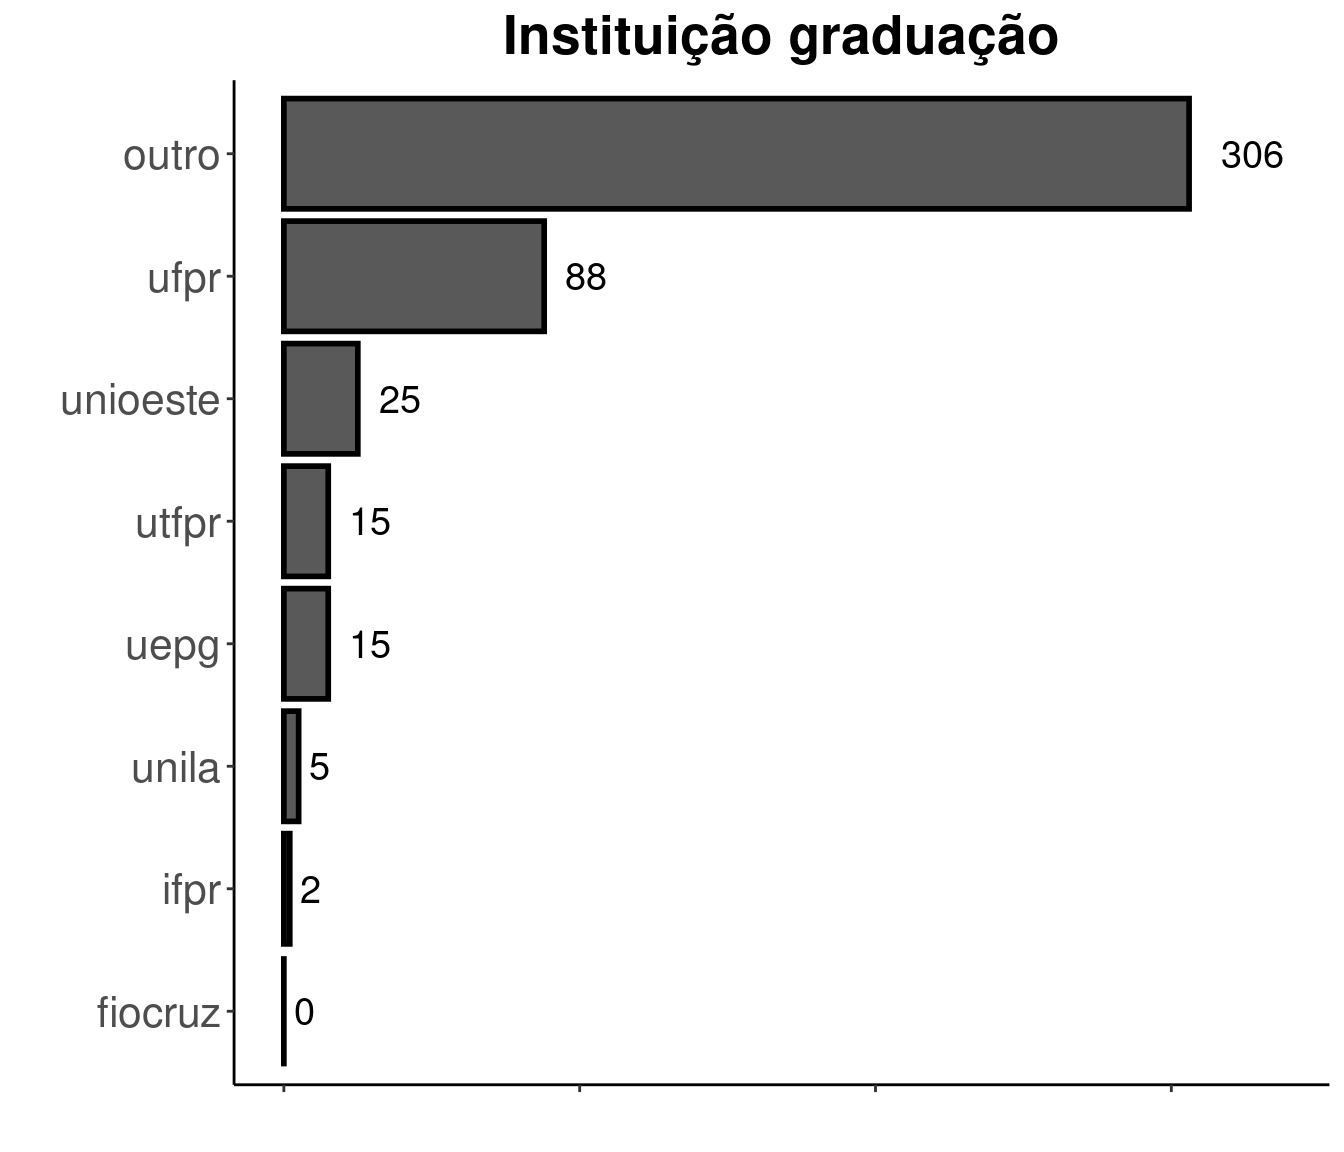 Instituição graduação
outro 306
ufpr 88
unioeste 25
utfpr 15
uepg 15
unila 5
ifpr 2
fiocruz 0